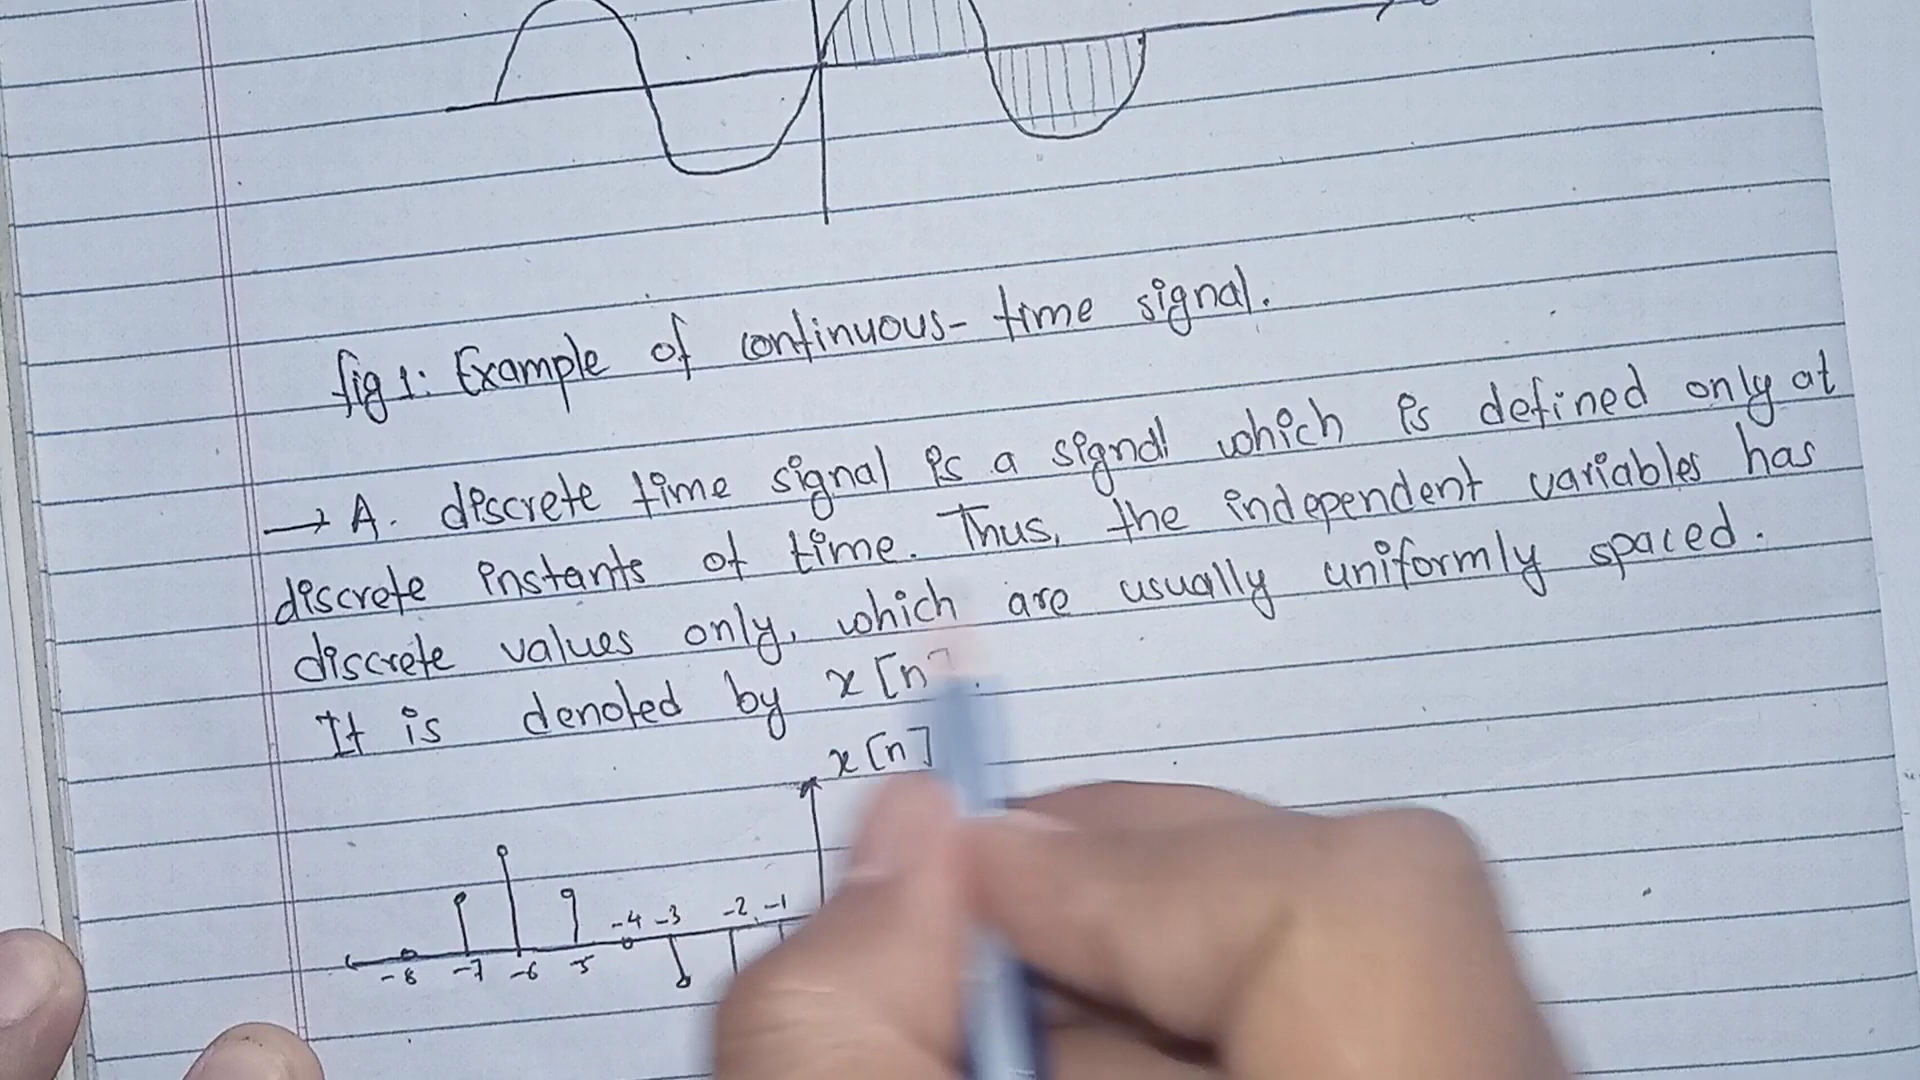 fig 1: Example of continuous-time signal.
→ A. discrete time signal is a signal which is defined only at
discrete instants of time. Thus, the independent variables has
discrete values only, which are usually uniformly spaced.
It is denoted by x[n].
x[n]
-4 -3 -2, -1
-8 -7 -6 -5